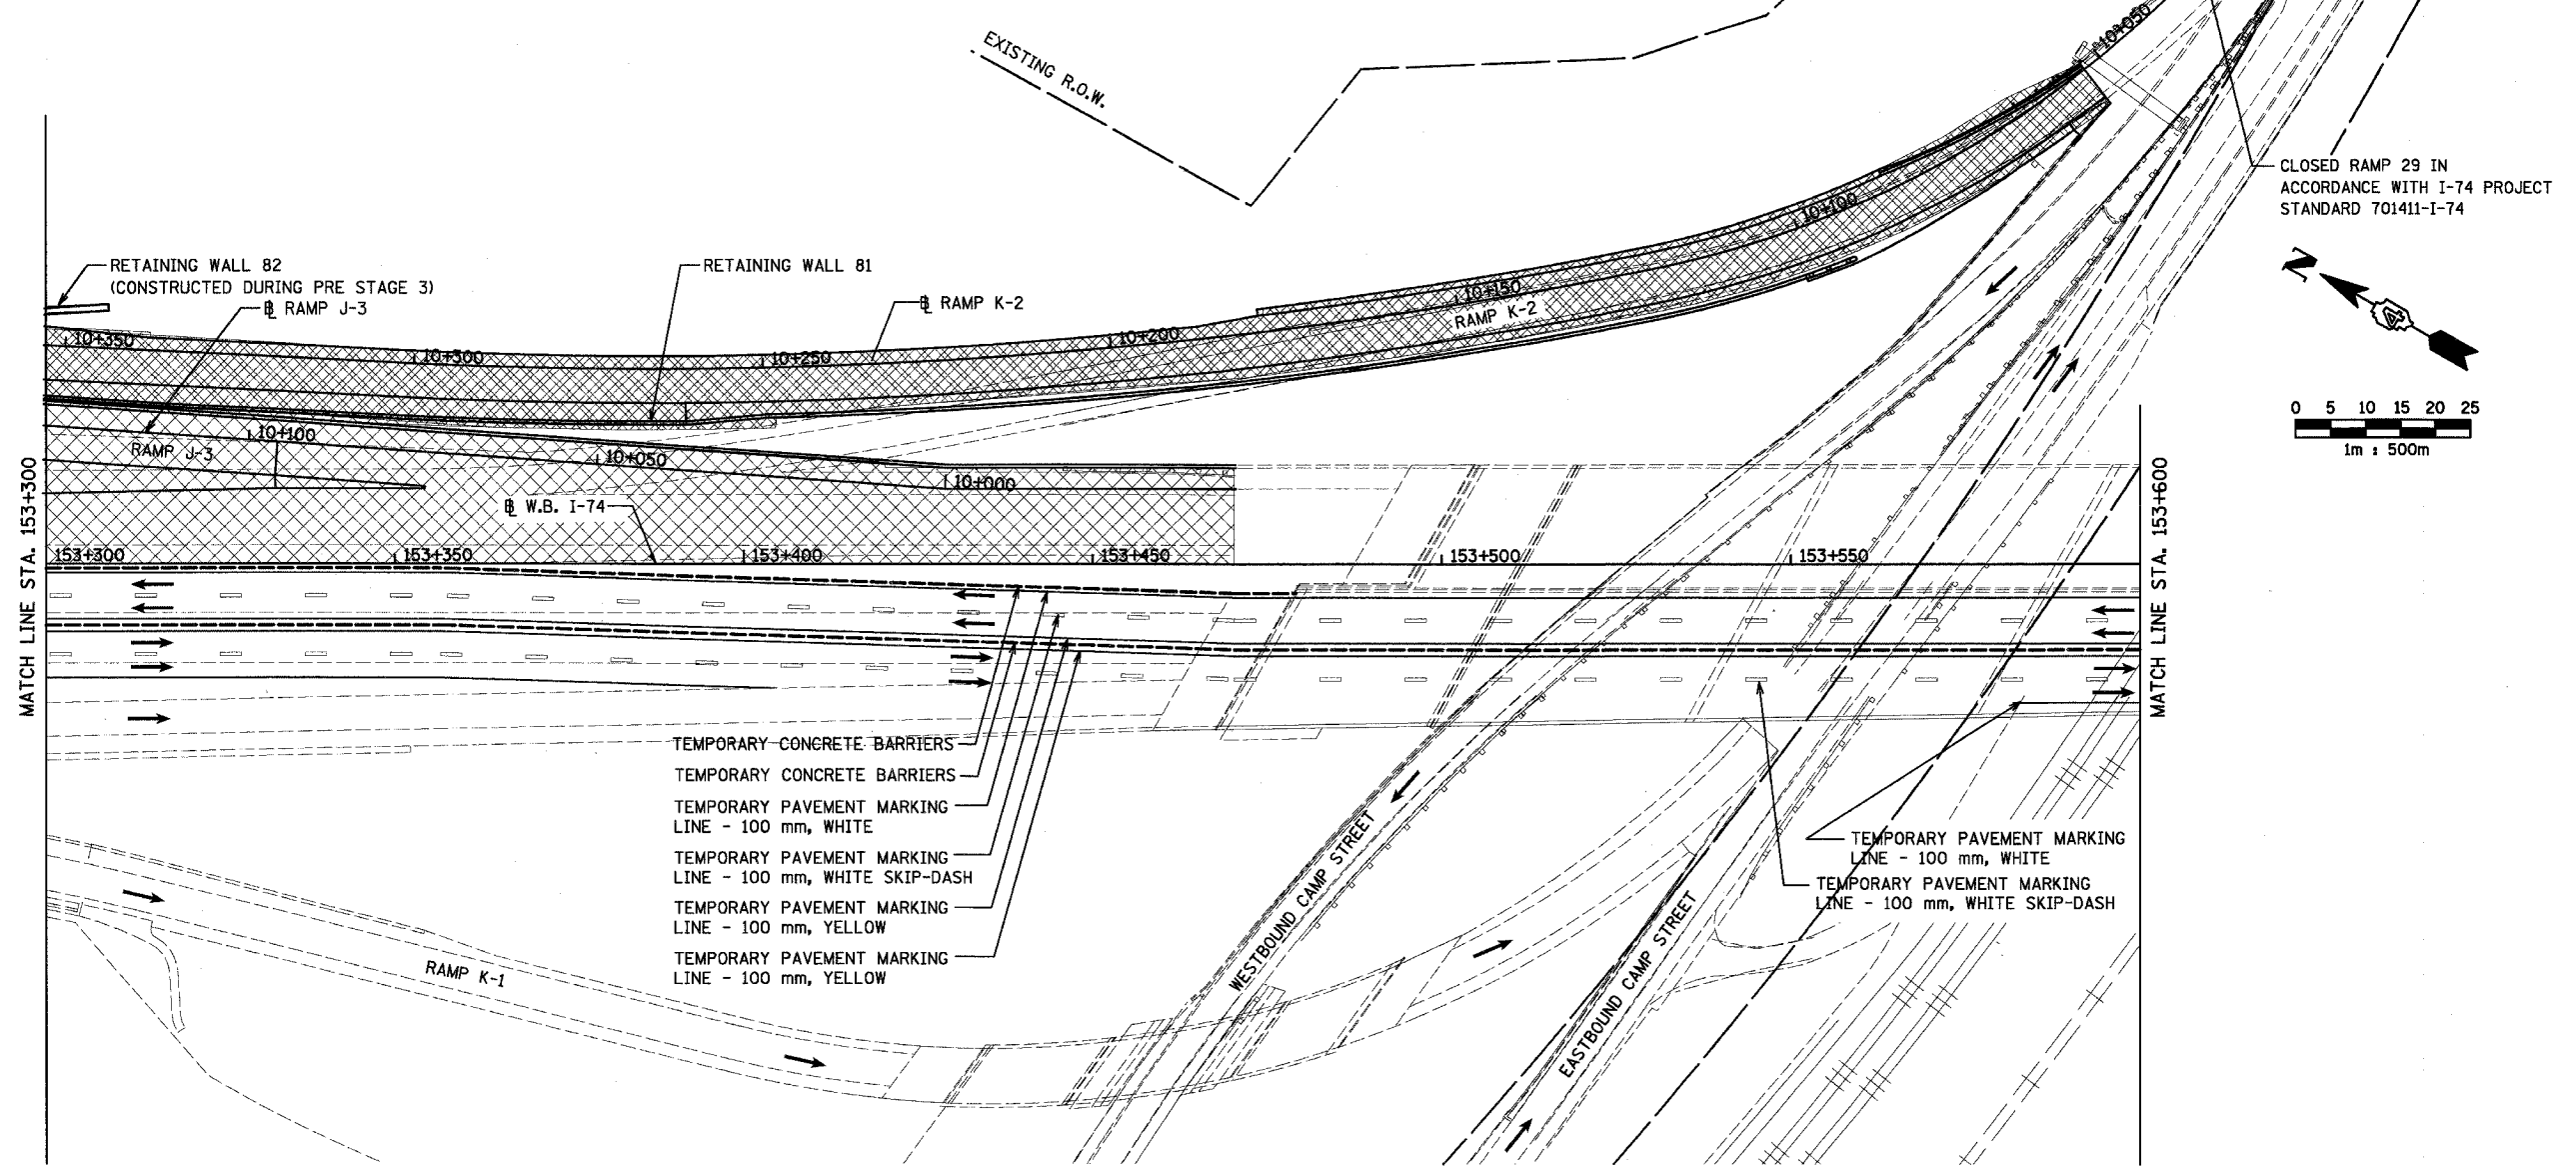 10+050
EXISTING R.O.W.
CLOSED RAMP 29 IN
ACCORDANCE WITH I-74 PROJECT
STANDARD 701411-I-74
10+100
RETAINING WALL 82
(CONSTRUCTED DURING PRE STAGE 3)
RAMP J-3
RETAINING WALL 81
RAMP K-2
10+150
RAMP K-2
N
10+350
10+300
10+250
10+200
0 5 10 15 20 25
1m : 500m
10+100
RAMP J-3
10+050
10+000
W.B. I-74
153+300
153+350
153+400
153+450
153+500
153+550
MATCH LINE STA. 153+300
MATCH LINE STA. 153+600
TEMPORARY CONCRETE BARRIERS
TEMPORARY CONCRETE BARRIERS
TEMPORARY PAVEMENT MARKING
LINE - 100 mm, WHITE
TEMPORARY PAVEMENT MARKING
LINE - 100 mm, WHITE SKIP-DASH
TEMPORARY PAVEMENT MARKING
LINE - 100 mm, YELLOW
TEMPORARY PAVEMENT MARKING
LINE - 100 mm, YELLOW
TEMPORARY PAVEMENT MARKING
LINE - 100 mm, WHITE
TEMPORARY PAVEMENT MARKING
LINE - 100 mm, WHITE SKIP-DASH
WESTBOUND CAMP STREET
EASTBOUND CAMP STREET
RAMP K-1